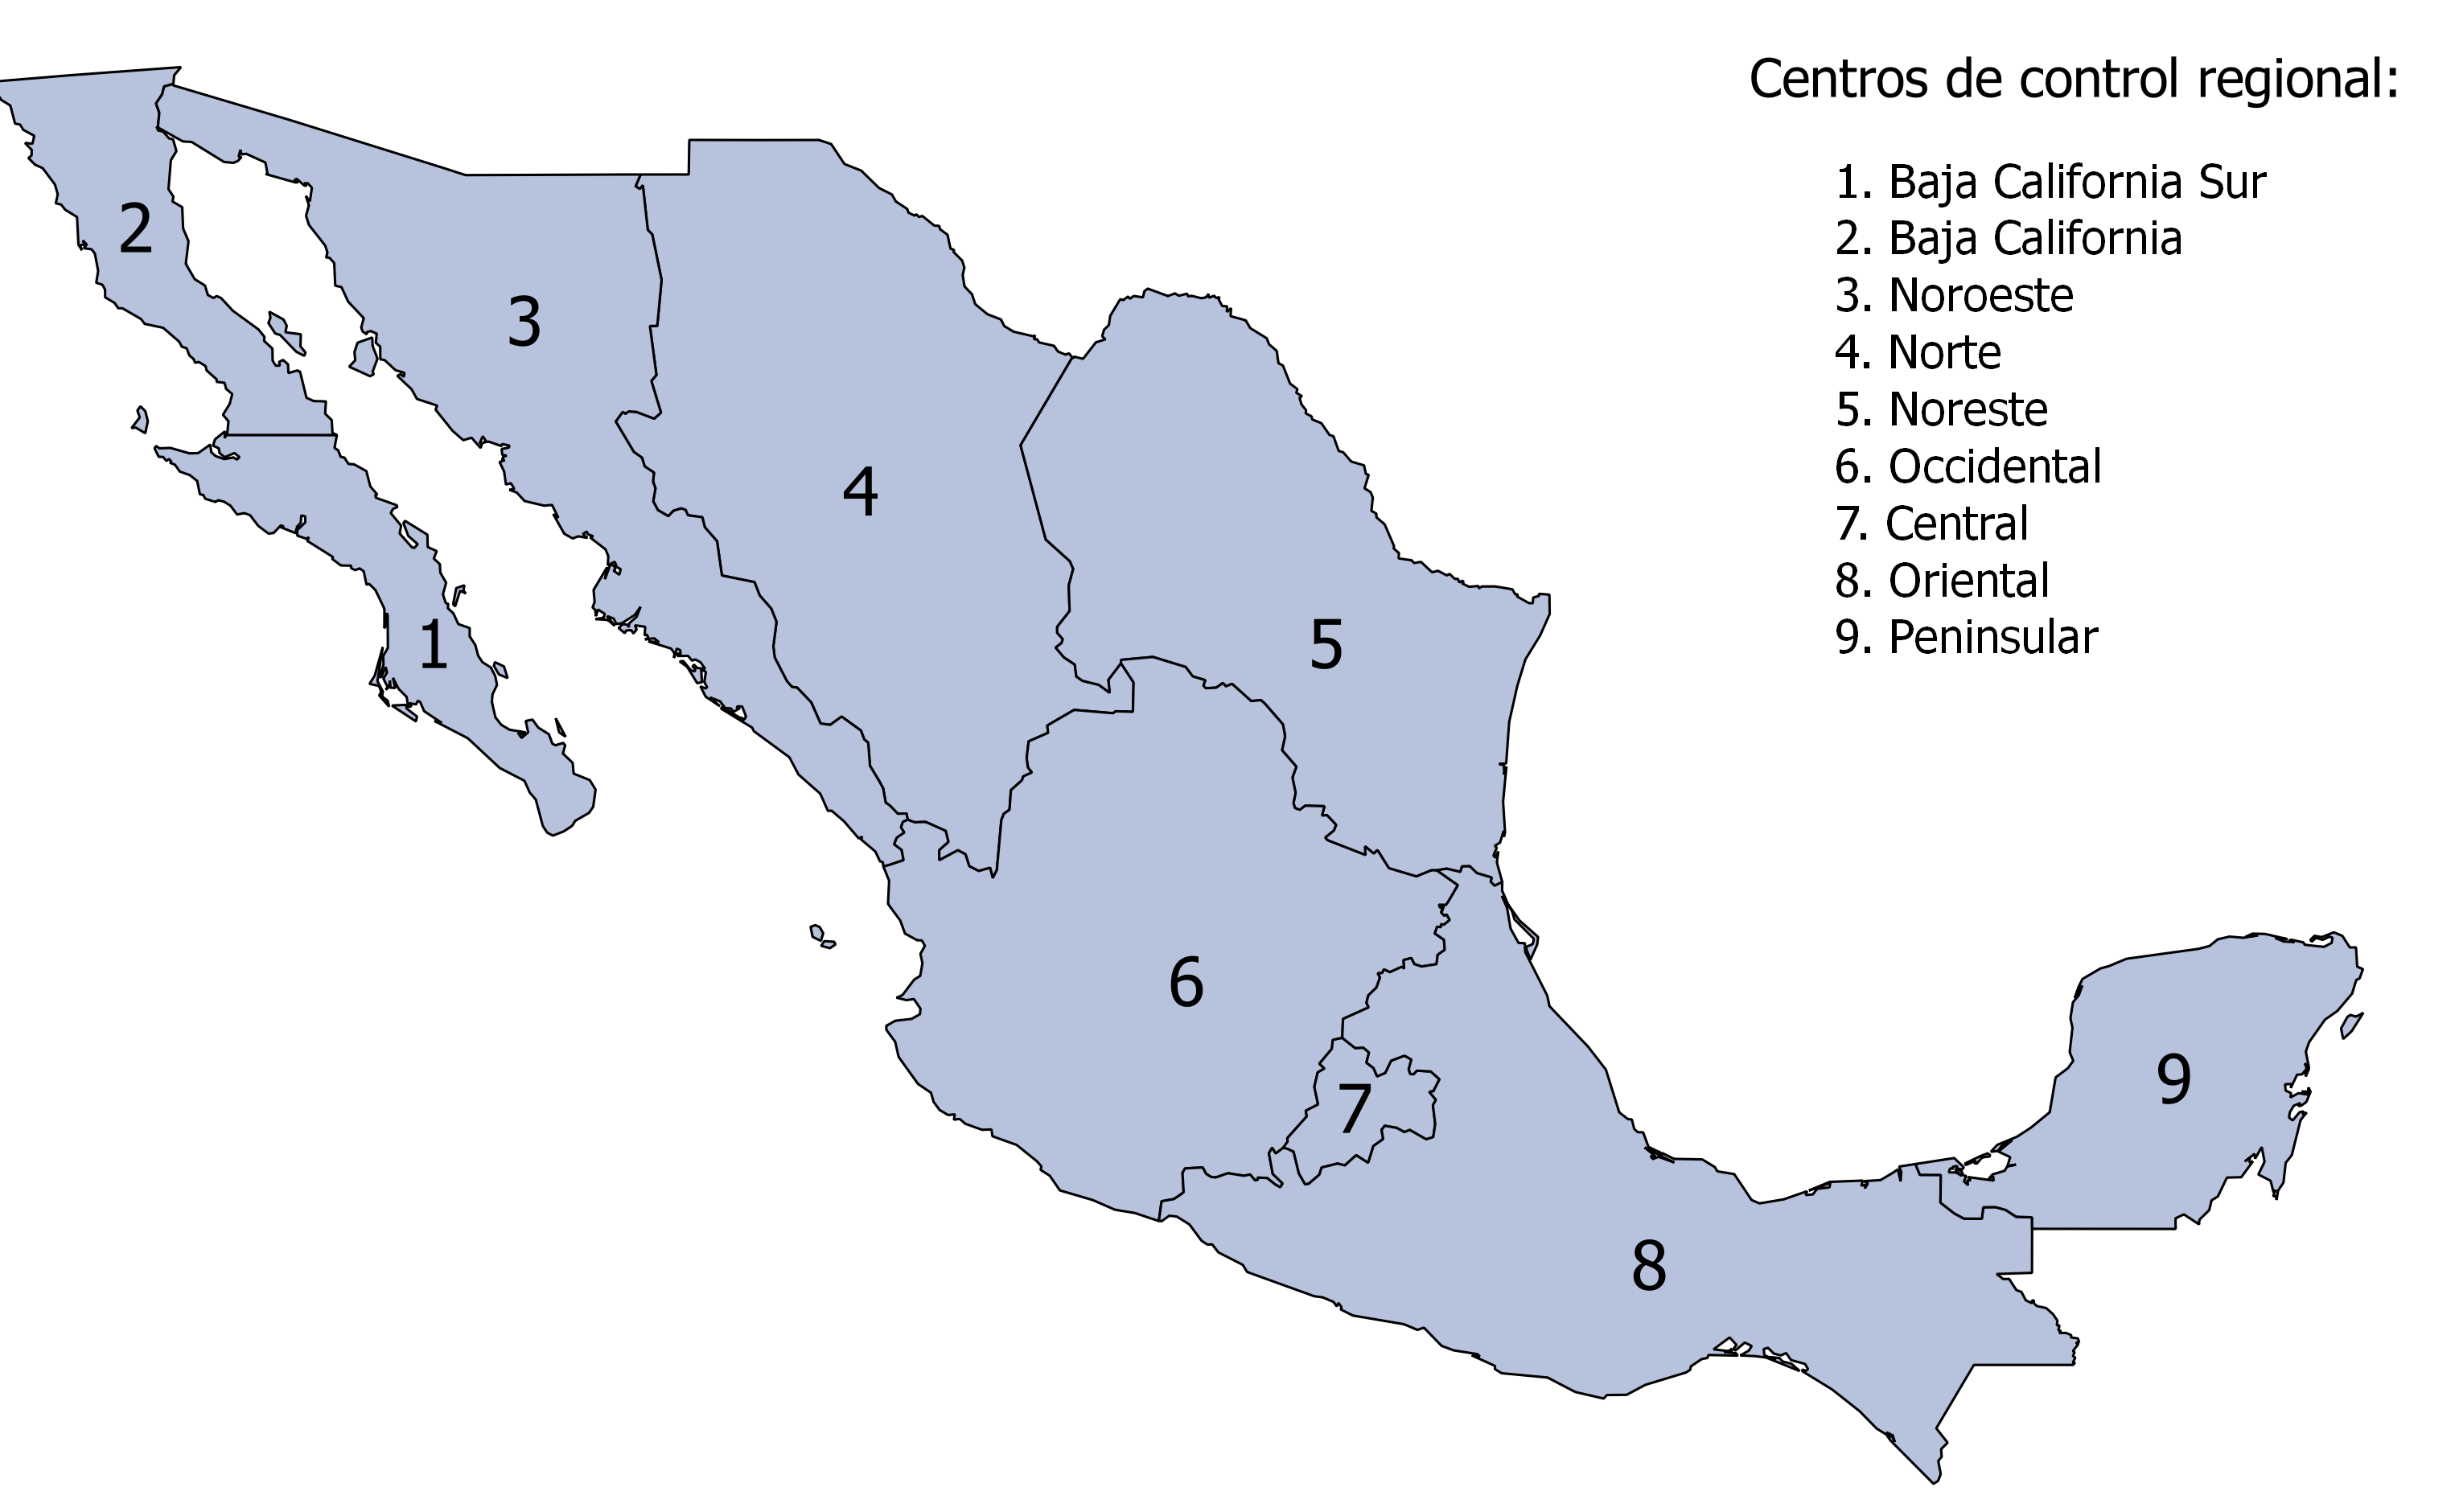 Centros de control regional:
1. Baja California Sur
2. Baja California
3. Noroeste
4. Norte
5. Noreste
6. Occidental
7. Central
8. Oriental
9. Peninsular
2
3
4
1
5
6
7
9
8